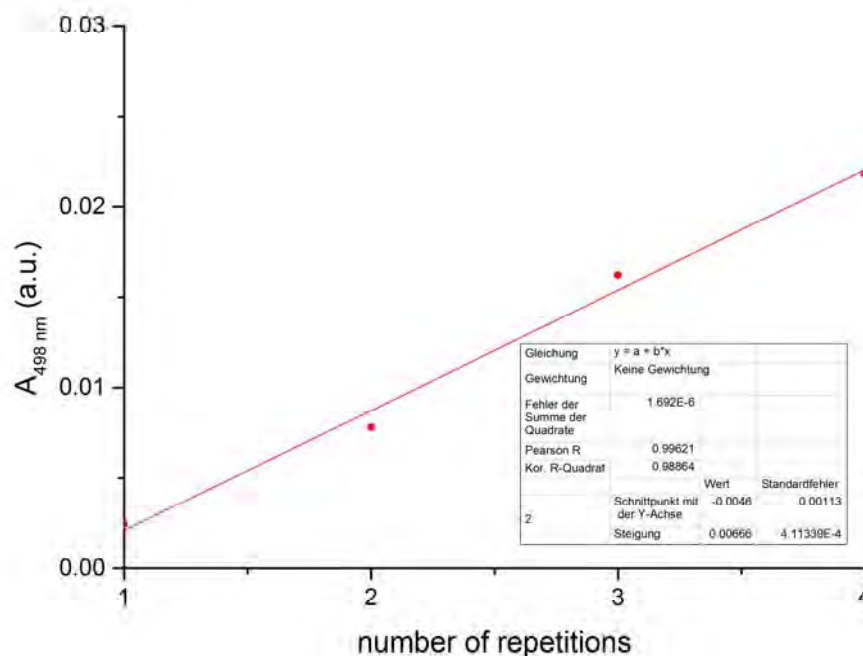 0.03
0.02
0.01
0.00
A498 nm (a.u.)
1 2 3 4
number of repetitions
Gleichung y = a + b*x
Gewichtung Keine Gewichtung
Fehler der Summe der Quadrate 1.692E-6
Pearson R 0.99621
Kor. R-Quadrat 0.98864
Wert Standardfehler
2 Schnittpunkt mit der Y-Achse -0.0046 0.00113
Steigung 0.00666 4.11339E-4